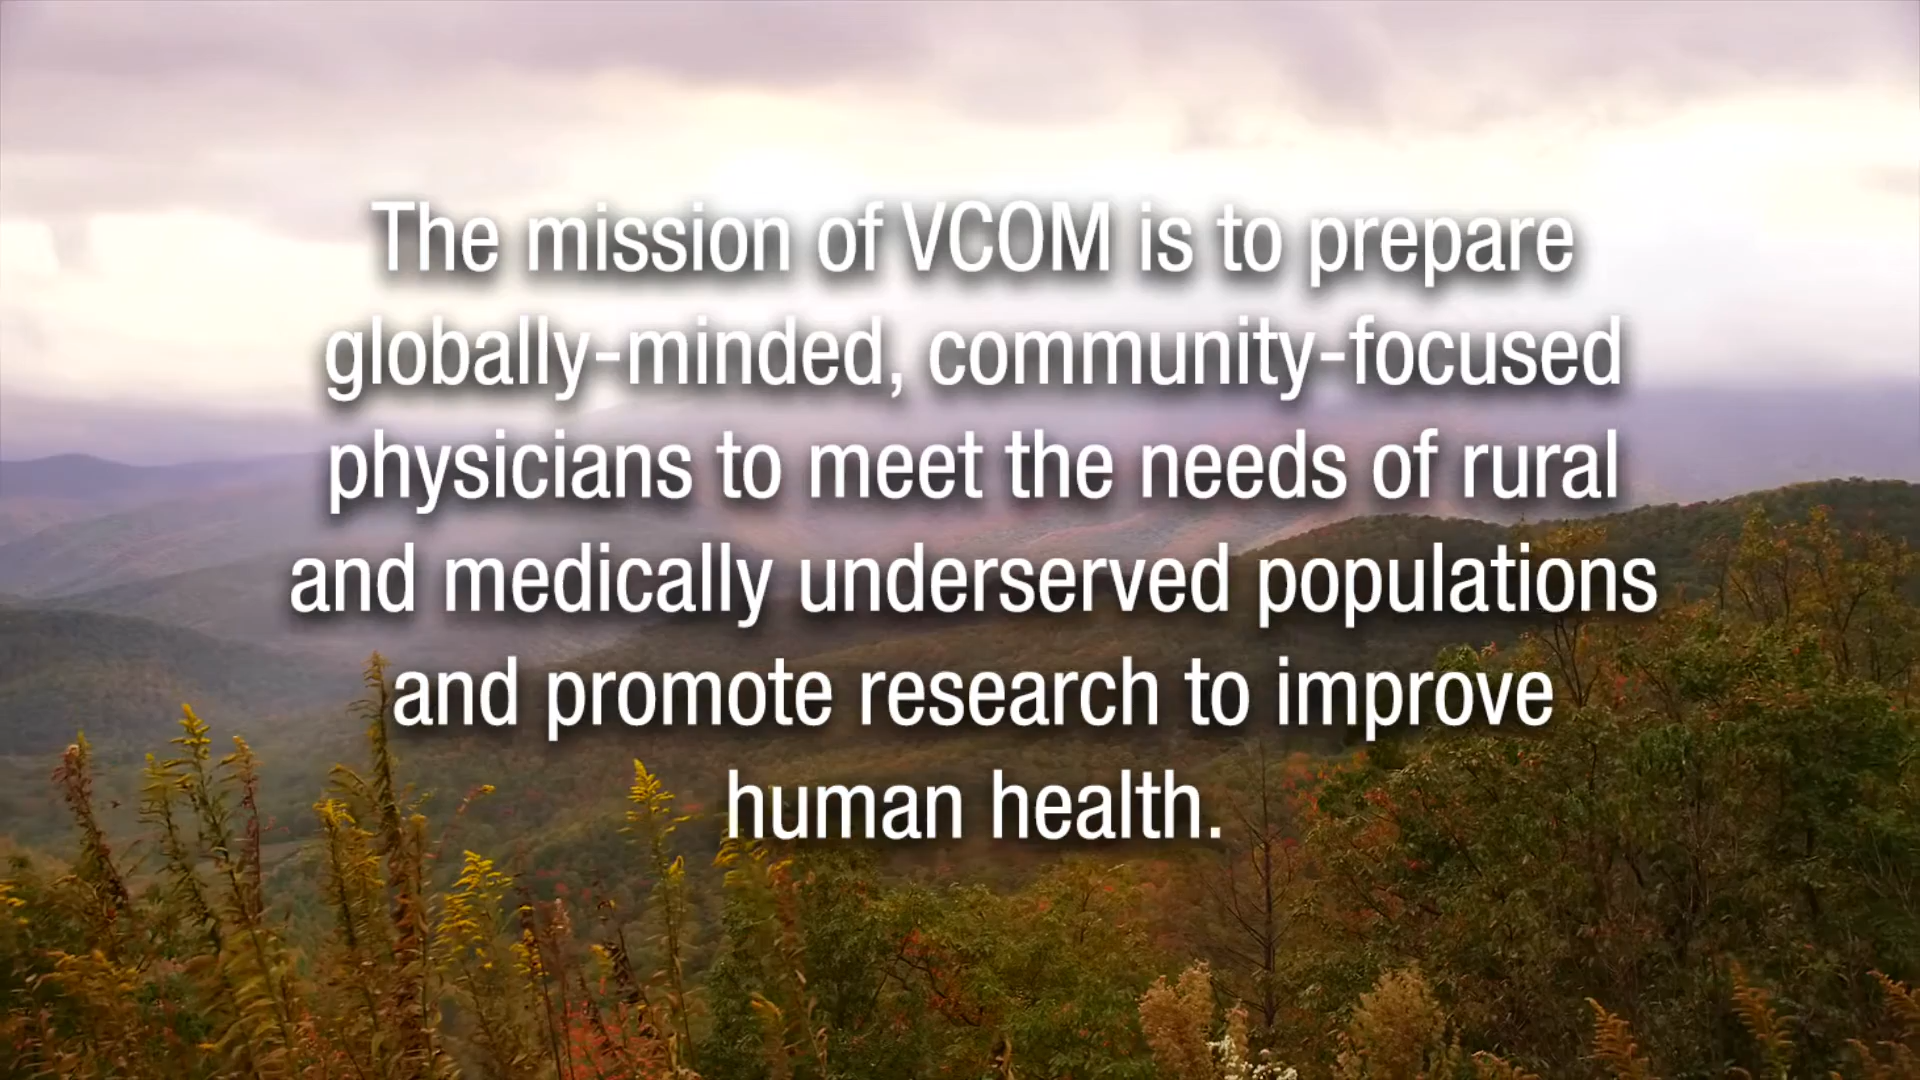 The mission of VCOM is to prepare
globally-minded, community-focused
physicians to meet the needs of rural
and medically underserved populations
and promote research to improve
human health.